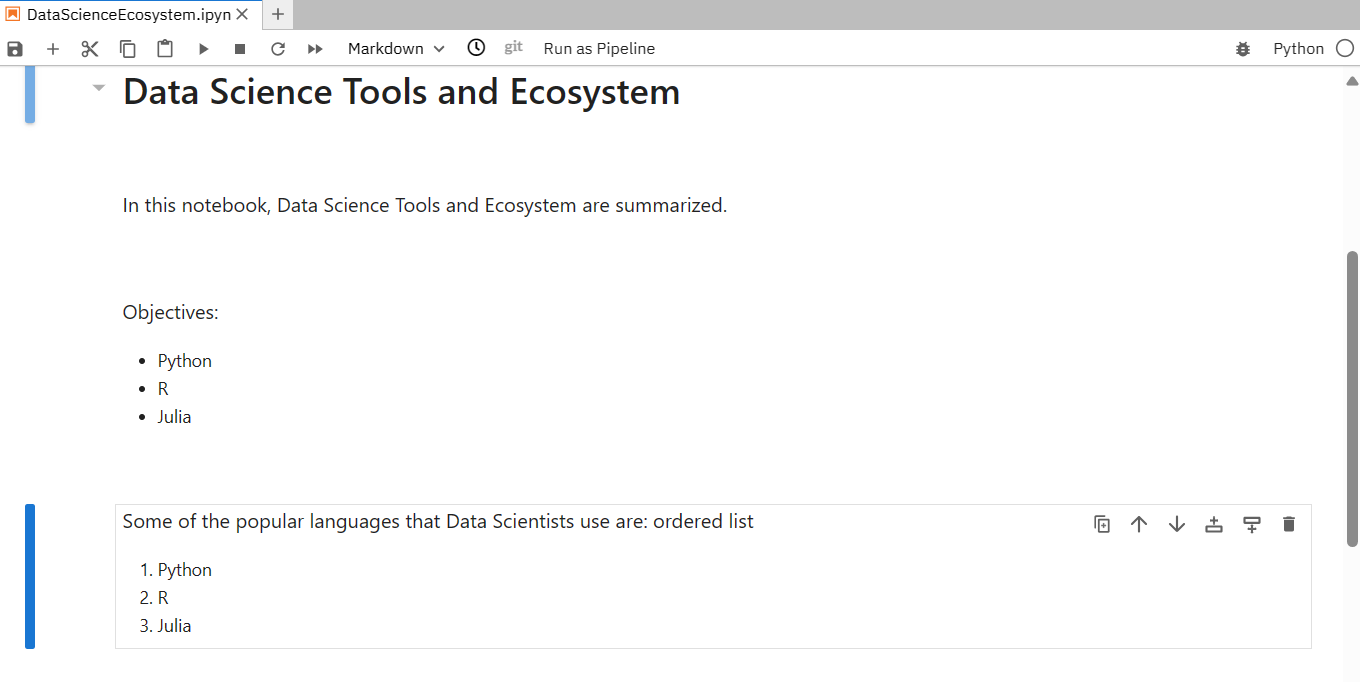 DataScienceEcosystem.ipyn
Markdown git Run as Pipeline Python
Data Science Tools and Ecosystem
In this notebook, Data Science Tools and Ecosystem are summarized.
Objectives:
• Python
• R
• Julia
Some of the popular languages that Data Scientists use are: ordered list
1. Python
2. R
3. Julia